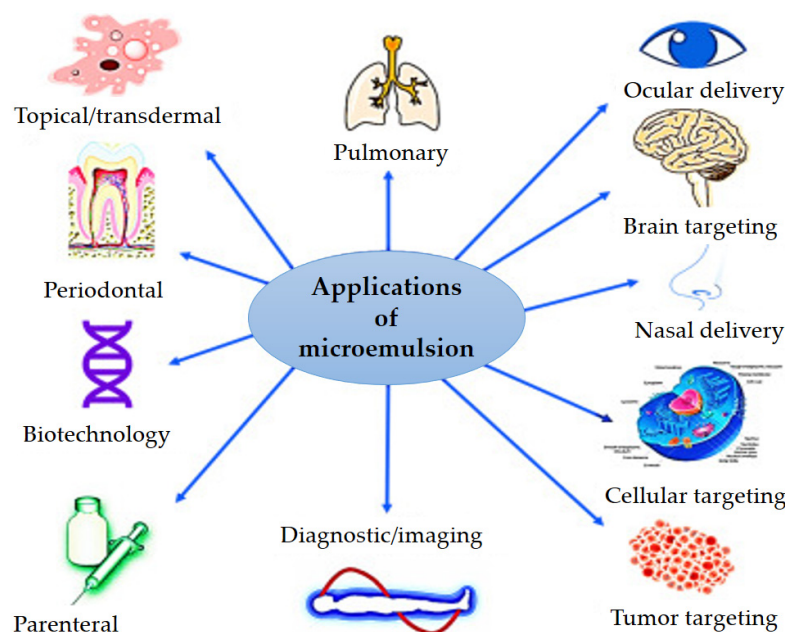 Topical/transdermal
Pulmonary
Ocular delivery
Brain targeting
Periodontal
Applications
of
microemulsion
Nasal delivery
Biotechnology
Cellular targeting
Diagnostic/imaging
Parenteral
Tumor targeting